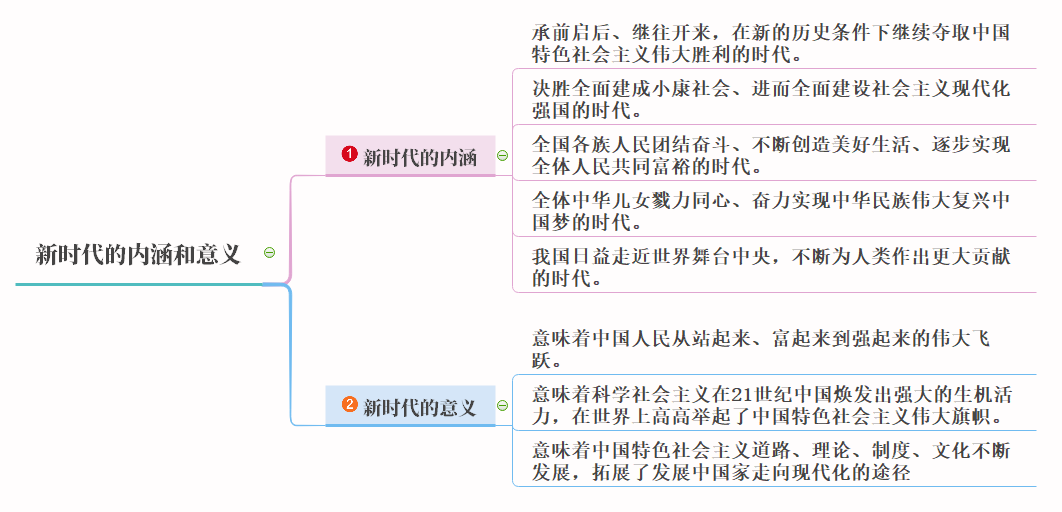 新时代的内涵和意义
1 新时代的内涵
承前启后、继往开来，在新的历史条件下继续夺取中国
特色社会主义伟大胜利的时代。
决胜全面建成小康社会、进而全面建设社会主义现代化
强国的时代。
全国各族人民团结奋斗、不断创造美好生活、逐步实现
全体人民共同富裕的时代。
全体中华儿女戮力同心、奋力实现中华民族伟大复兴中
国梦的时代。
我国日益走近世界舞台中央，不断为人类作出更大贡献
的时代。
2 新时代的意义
意味着中国人民从站起来、富起来到强起来的伟大飞
跃。
意味着科学社会主义在21世纪中国焕发出强大的生机活
力，在世界上高高举起了中国特色社会主义伟大旗帜。
意味着中国特色社会主义道路、理论、制度、文化不断
发展，拓展了发展中国家走向现代化的途径